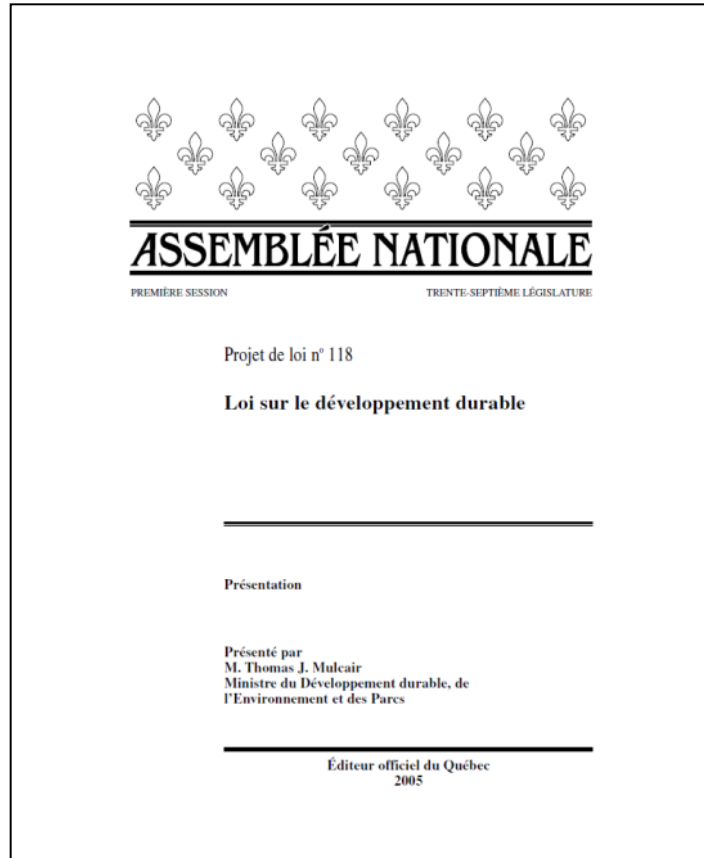 ASSEMBLÉE NATIONALE
PREMIÈRE SESSION TRENTE-SEPTIÈME LÉGISLATURE
Projet de loi nº 118
Loi sur le développement durable
Présentation
Présenté par
M. Thomas J. Mulcair
Ministre du Développement durable, de
l'Environnement et des Parcs
Éditeur officiel du Québec
2005